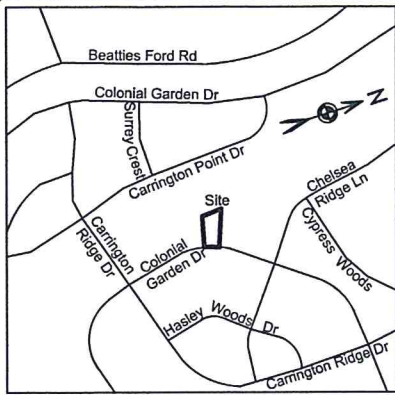 Beatties Ford Rd
Colonial Garden Dr
Surrey Crest
N
Carrington Point Dr
Chelsea
Ridge Ln
Site
Cypress Woods
Carrington
Ridge Dr
Colonial
Garden Dr
Hasley Woods Dr
Carrington Ridge Dr